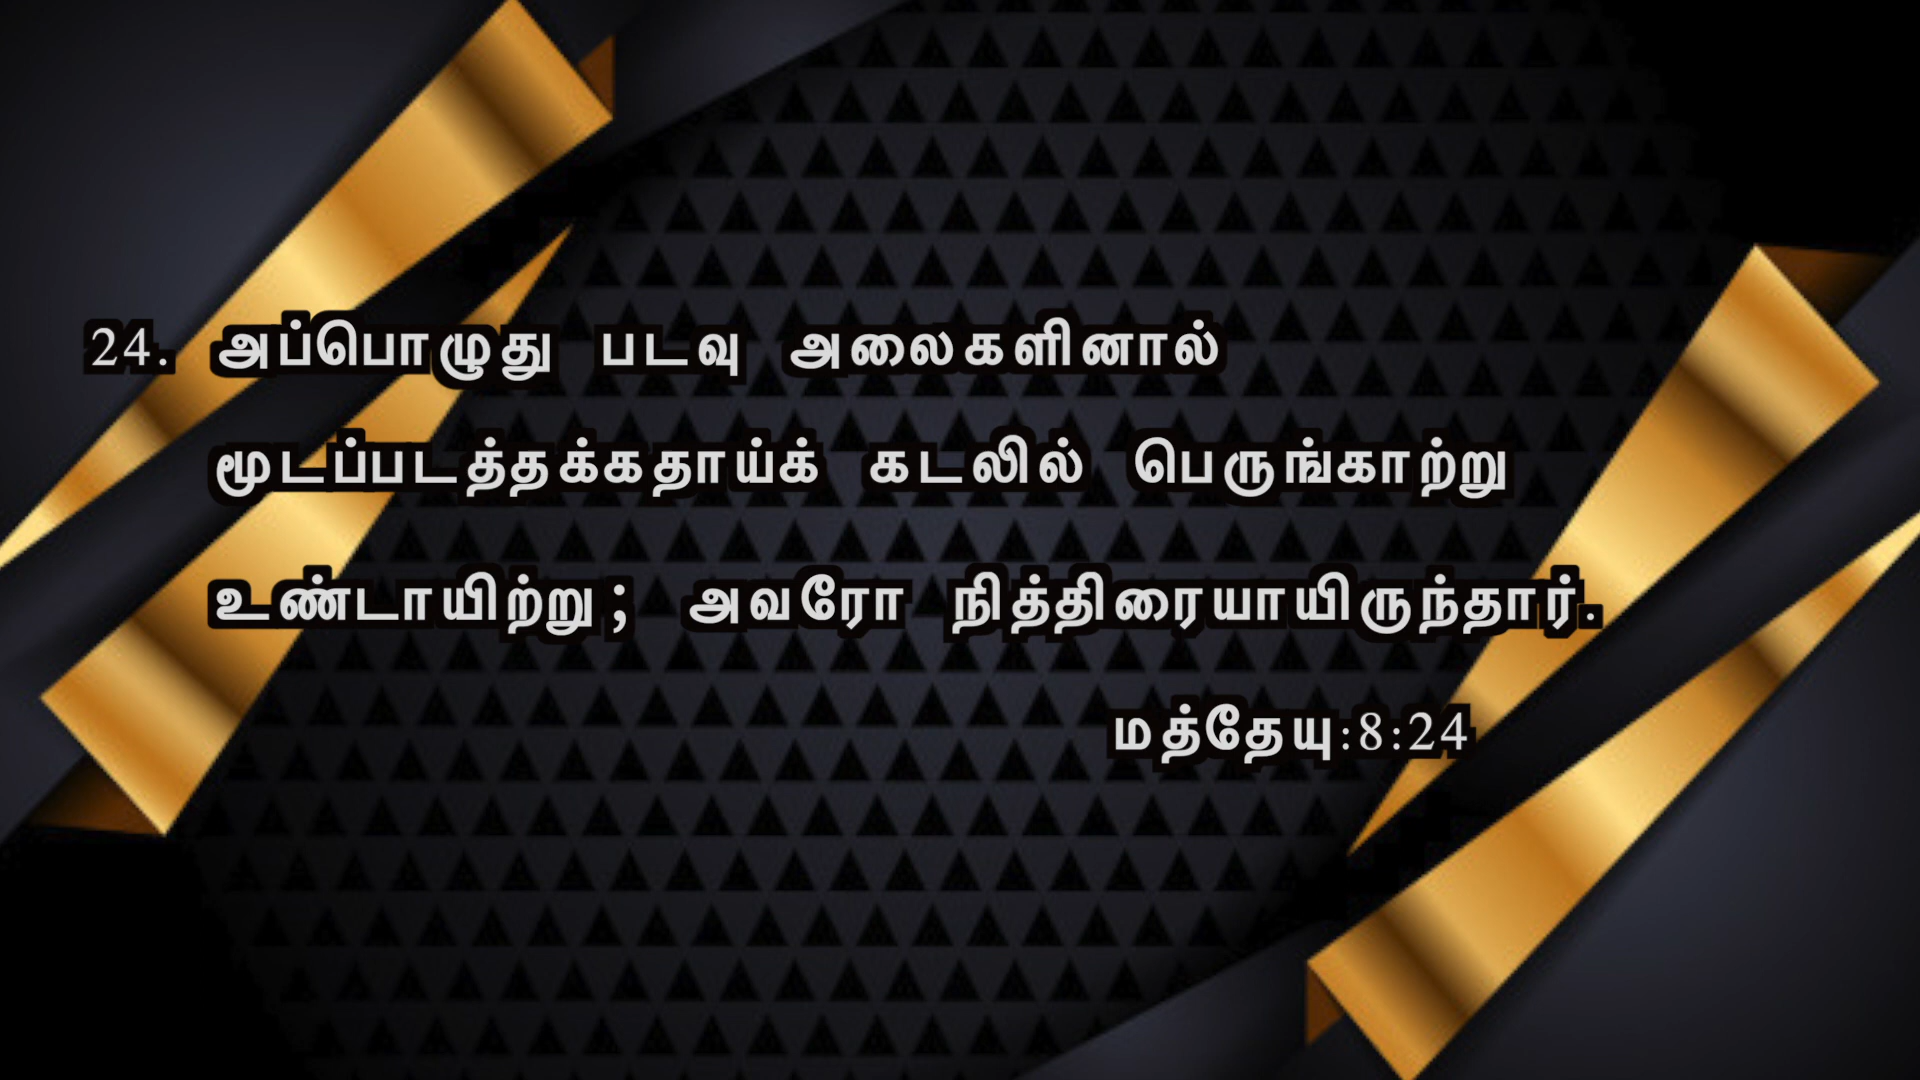 24. அப்பொழுது படவு அலைகளினால்
மூடப்படத்தக்கதாய்க் கடலில் பெருங்காற்று
உண்டாயிற்று; அவரோ நித்திரையாயிருந்தார்.
மத்தேயு:8:24